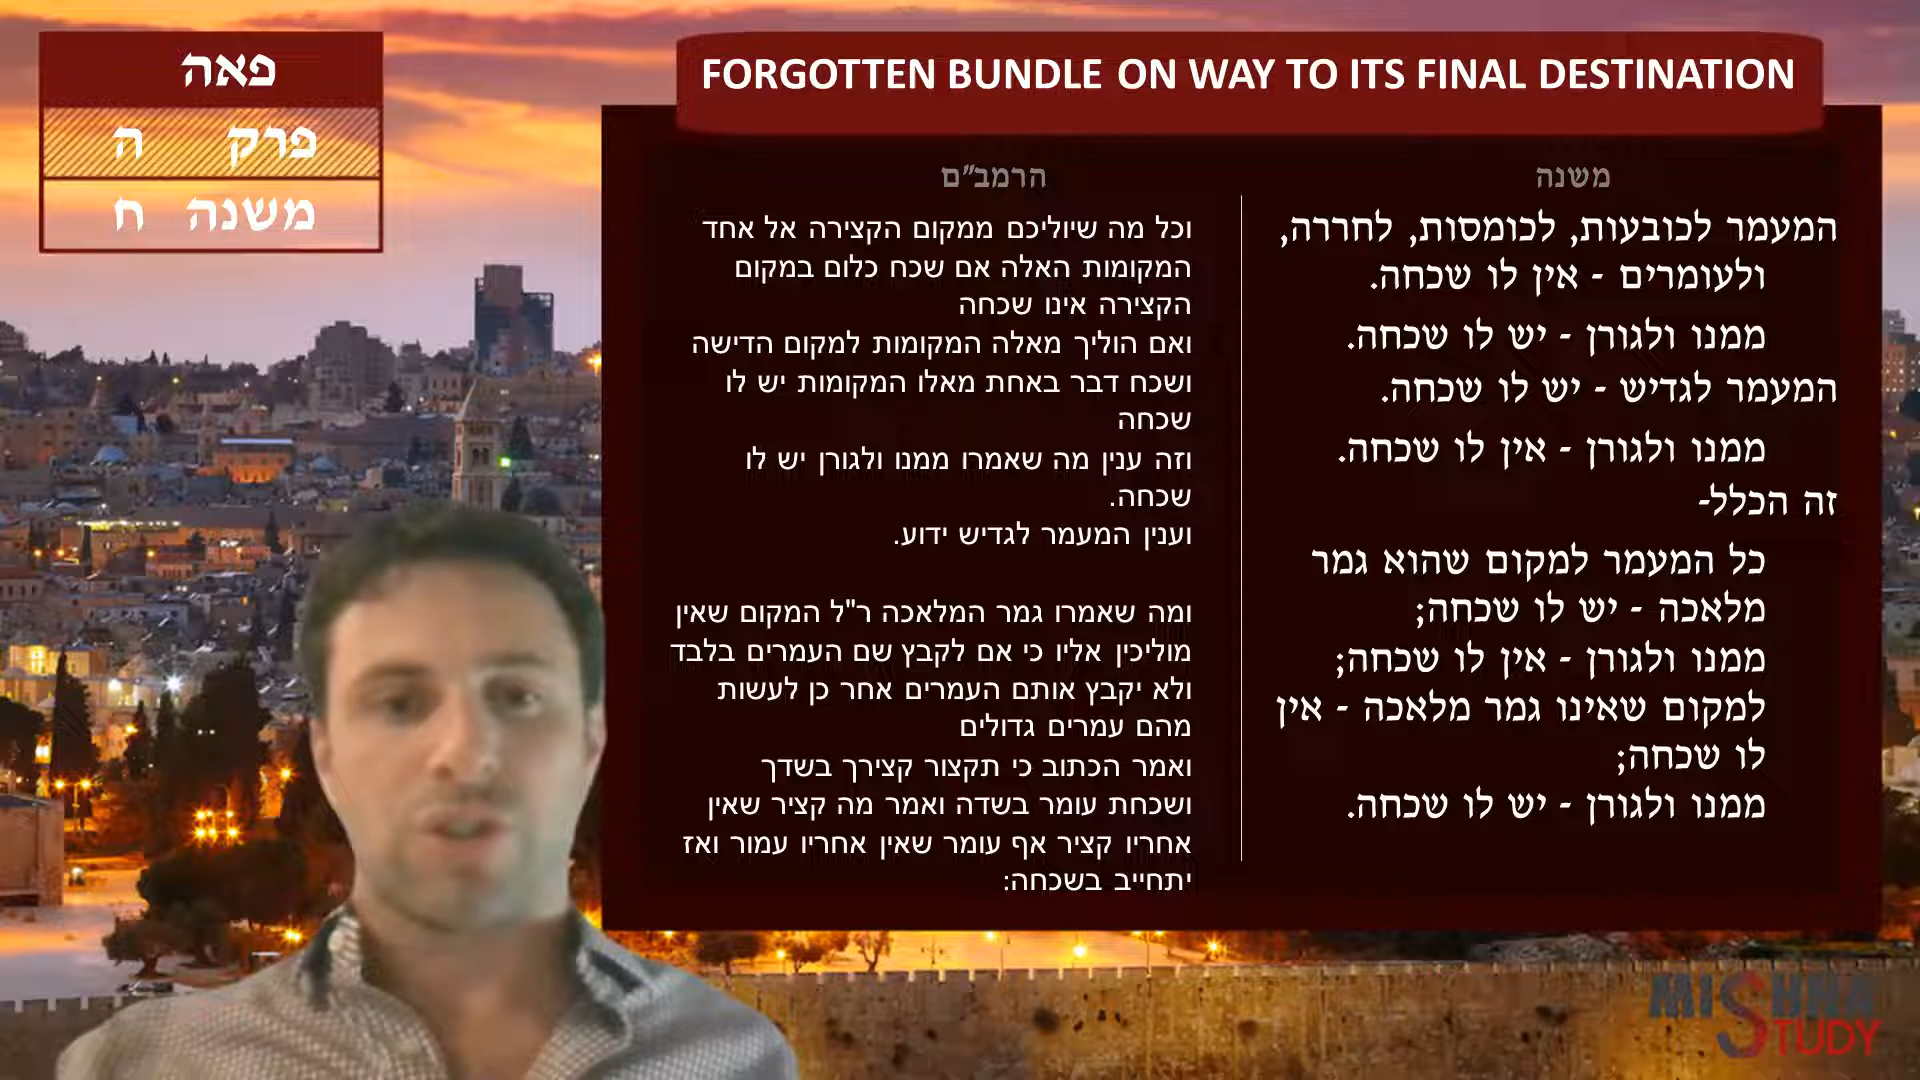 פאה
פרק ה
משנה ח
FORGOTTEN BUNDLE ON WAY TO ITS FINAL DESTINATION
משנה
המעמר לכובעות, לכומסות, לחררה,
ולעומרים - אין לו שכחה.
ממנו ולגורן - יש לו שכחה.
המעמר לגדיש - יש לו שכחה.
ממנו ולגורן - אין לו שכחה.
זה הכלל-
כל המעמר למקום שהוא גמר
מלאכה - יש לו שכחה;
ממנו ולגורן - אין לו שכחה;
למקום שאינו גמר מלאכה - אין
לו שכחה;
ממנו ולגורן - יש לו שכחה.
הרמב"ם
וכל מה שיוליכם ממקום הקצירה אל אחד
המקומות האלה אם שכח כלום במקום
הקצירה אינו שכחה
ואם הוליך מאלה המקומות למקום הדישה
ושכח דבר באחת מאלו המקומות יש לו
שכחה
וזה ענין מה שאמרו ממנו ולגורן יש לו
שכחה.
וענין המעמר לגדיש ידוע.
ומה שאמרו גמר המלאכה ר"ל המקום שאין
מוליכין אליו כי אם לקבץ שם העמרים בלבד
ולא יקבץ אותם העמרים אחר כן לעשות
מהם עמרים גדולים
ואמר הכתוב כי תקצור קצירך בשדך
ושכחת עומר בשדה ואמר מה קציר שאין
אחריו קציר אף עומר שאין אחריו עמור ואז
יתחייב בשכחה:
MISHNA
STUDY